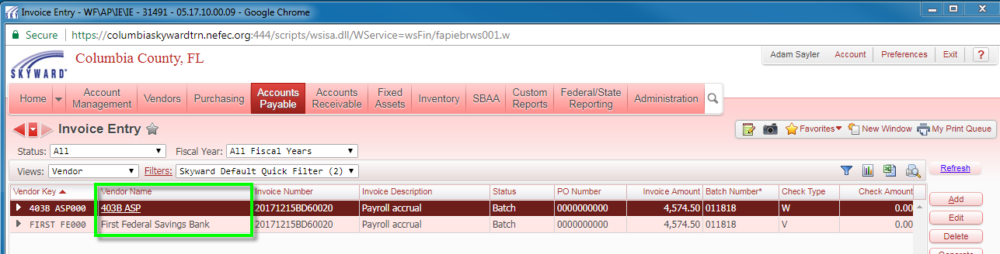 Invoice Entry - WF\AP\IE\IE - 31491 - 05.17.10.00.09 - Google Chrome
Secure https://columbiaskywardtrn.nefec.org:444/scripts/wsisa.dll/WService=wsFin/fapiebrws001.w
SKYWARD
Columbia County, FL
Adam Sayler Account Preferences Exit ?
Home Account Management Vendors Purchasing Accounts Payable Accounts Receivable Fixed Assets Inventory SBAA Custom Reports Federal/State Reporting Administration
Invoice Entry
Favorites New Window My Print Queue
Status: All Fiscal Year: All Fiscal Years
Views: Vendor Filters: Skyward Default Quick Filter (2)
Refresh
Vendor Key Vendor Name Invoice Number Invoice Description Status PO Number Invoice Amount Batch Number* Check Type Check Amount
403B ASP000 403B ASP 20171215BD60020 Payroll accrual Batch 0000000000 4,574.50 011818 W 0.00
FIRST FE000 First Federal Savings Bank 20171215BD60020 Payroll accrual Batch 0000000000 4,574.50 011818 V 0.00
Add
Edit
Delete